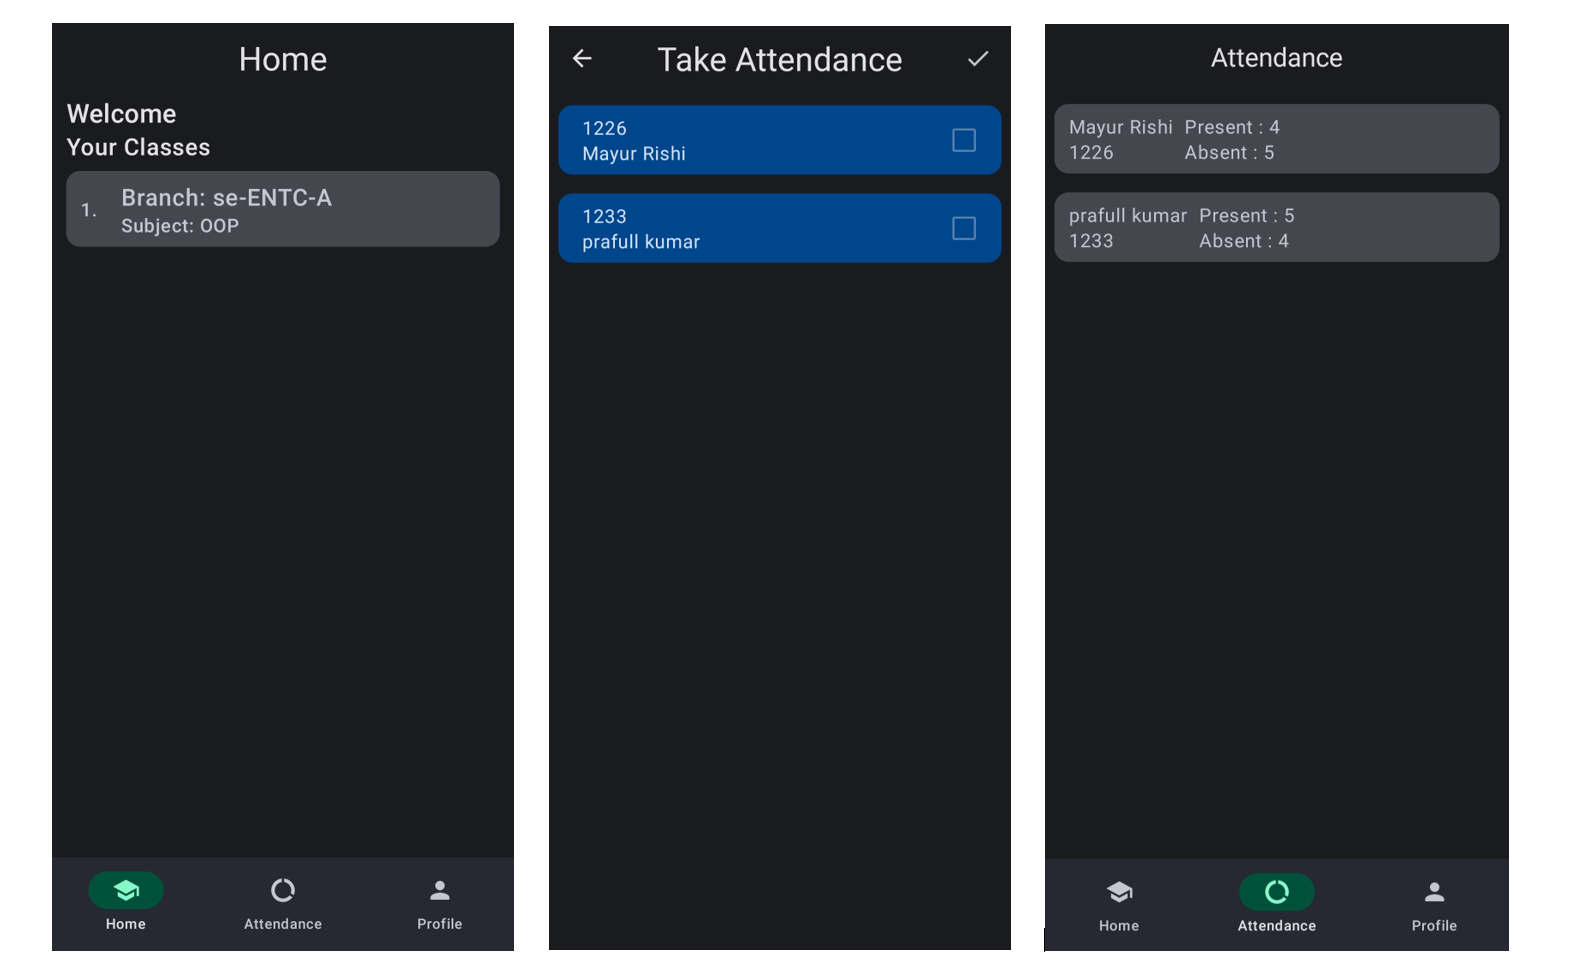 Home
Welcome
Your Classes
1.
Branch: se-ENTC-A
Subject: OOP
Home
Attendance
Profile
Take Attendance
1226
Mayur Rishi
1233
prafull kumar
Attendance
Mayur Rishi Present : 4
1226 Absent : 5
prafull kumar Present : 5
1233 Absent : 4
Home
Attendance
Profile